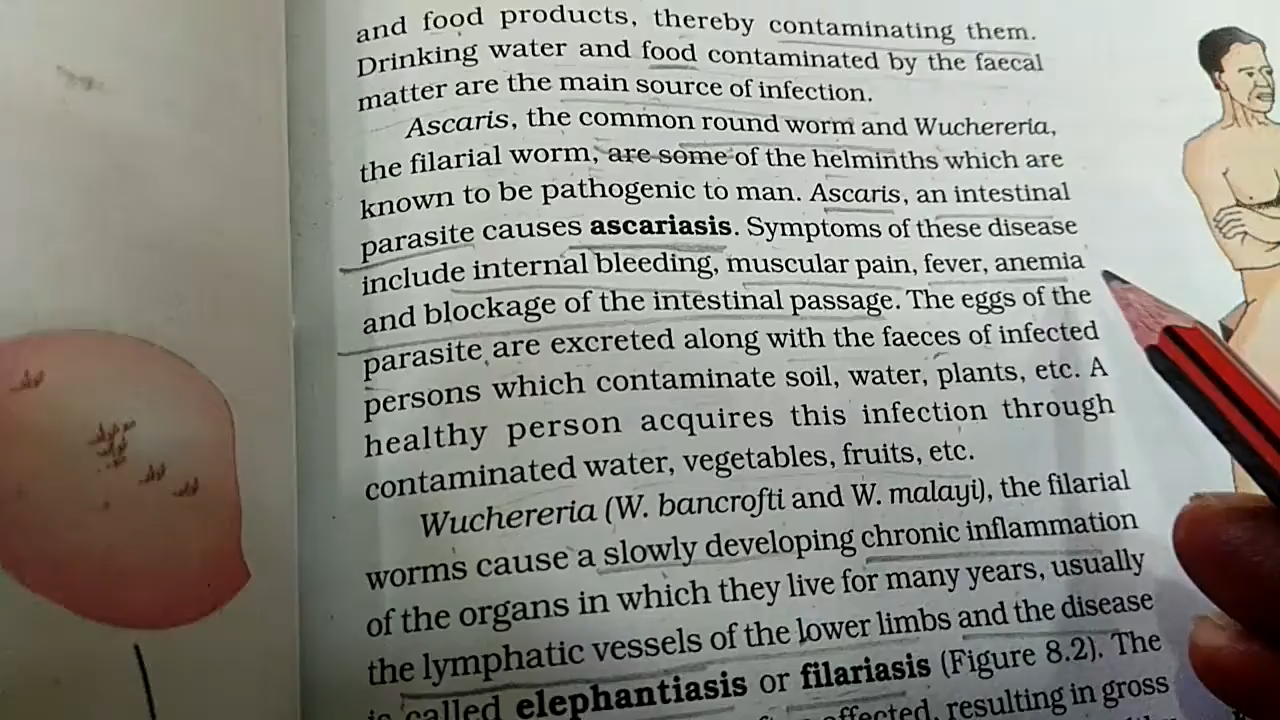 and food products, thereby contaminating them.
Drinking water and food contaminated by the faecal
matter are the main source of infection.
Ascaris, the common round worm and Wuchereria,
the filarial worm, are some of the helminths which are
known to be pathogenic to man. Ascaris, an intestinal
parasite causes ascariasis. Symptoms of these disease
include internal bleeding, muscular pain, fever, anemia
and blockage of the intestinal passage. The eggs of the
parasite are excreted along with the faeces of infected
persons which contaminate soil, water, plants, etc. A
healthy person acquires this infection through
contaminated water, vegetables, fruits, etc.
Wuchereria (W. bancrofti and W. malayi), the filarial
worms cause a slowly developing chronic inflammation
of the organs in which they live for many years, usually
the lymphatic vessels of the lower limbs and the disease
is called elephantiasis or filariasis (Figure 8.2). The
affected, resulting in gross